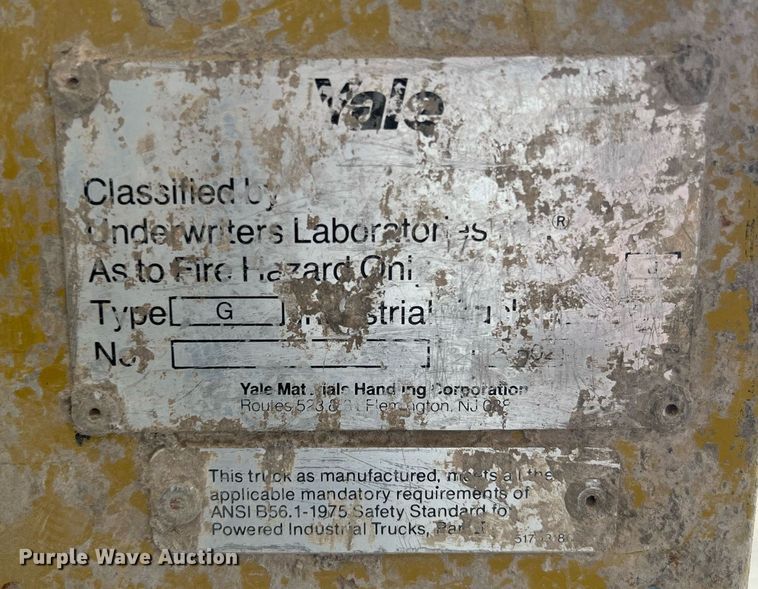 Yale
Classified by
Underwriters Laboratories ®
As to Fire Hazard Only
Type G Industrial Truck
No.
Yale Materials Handling Corporation
Routes 523 & 31 Flemington, NJ
This truck as manufactured, meets all the
applicable mandatory requirements of
ANSI B56.1-1975 Safety Standard for
Powered Industrial Trucks, Part
Purple Wave Auction